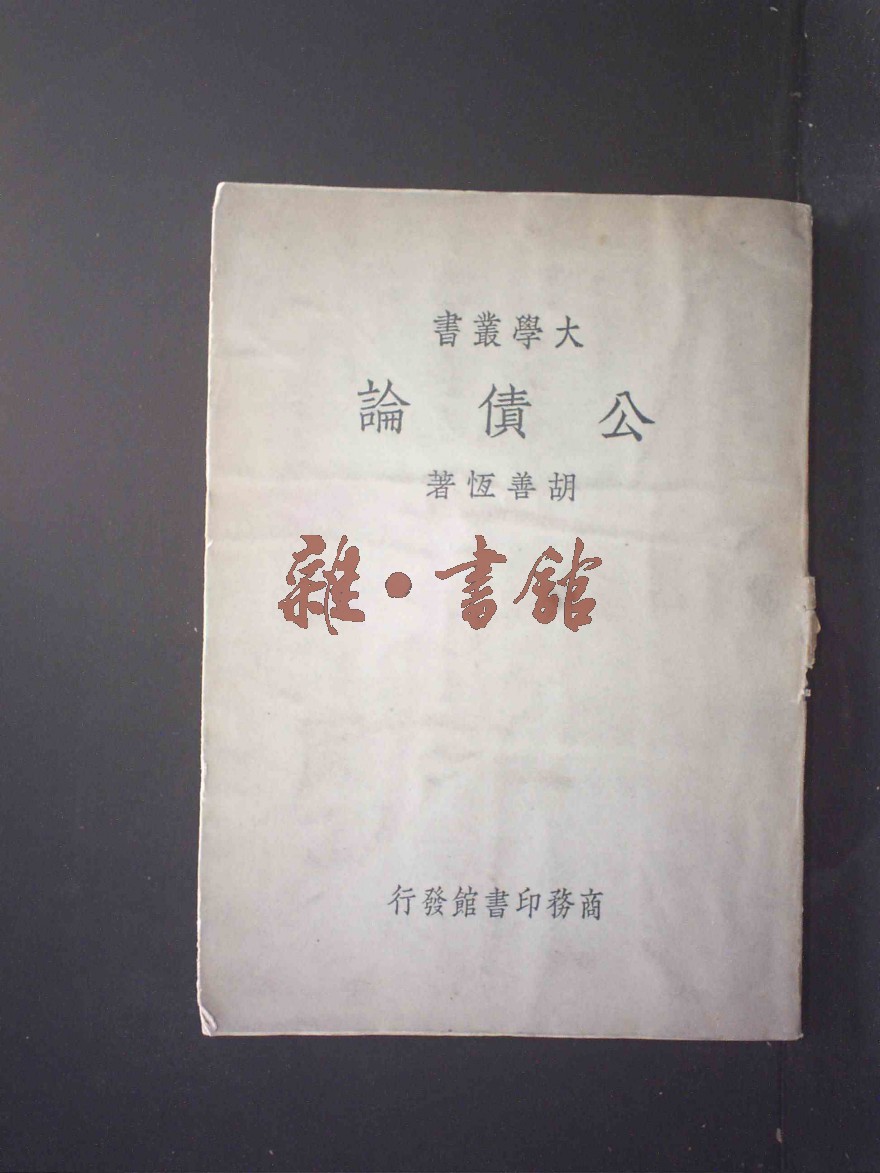 大學叢書
公債論
胡善恆著
雜·書館
商務印書館發行